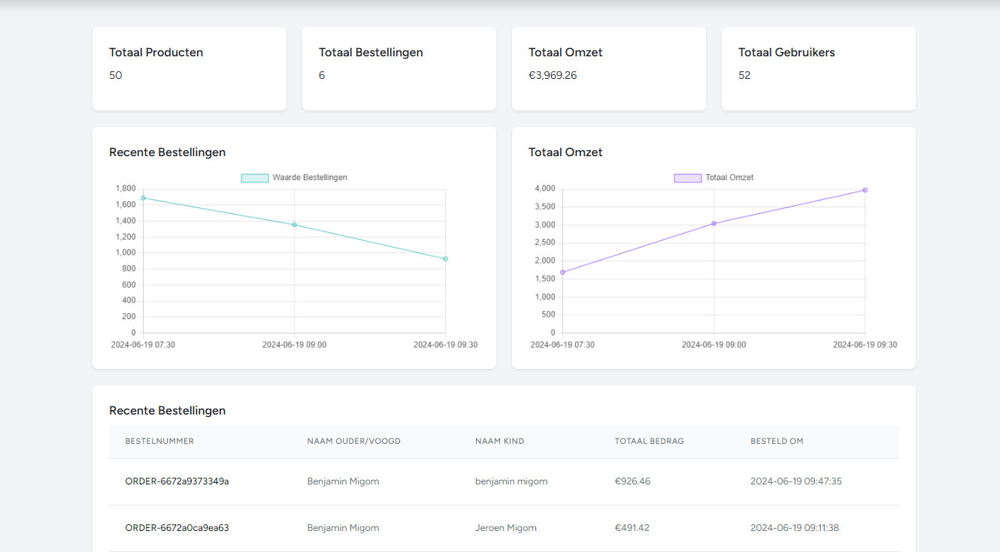 Totaal Producten
50
Totaal Bestellingen
6
Totaal Omzet
€3,969.26
Totaal Gebruikers
52
Recente Bestellingen
Waarde Bestellingen
1,800
1,600
1,400
1,200
1,000
800
600
400
200
0
2024-06-19 07:30 2024-06-19 09:00 2024-06-19 09:30
Totaal Omzet
Totaal Omzet
4,000
3,500
3,000
2,500
2,000
1,500
1,000
500
0
2024-06-19 07:30 2024-06-19 09:00 2024-06-19 09:30
Recente Bestellingen
BESTELNUMMER NAAM OUDER/VOOGD NAAM KIND TOTAAL BEDRAG BESTELD OM
ORDER-6672a9373349a Benjamin Migom benjamin migom €926.46 2024-06-19 09:47:35
ORDER-6672a0ca9ea63 Benjamin Migom Jeroen Migom €491.42 2024-06-19 09:11:38